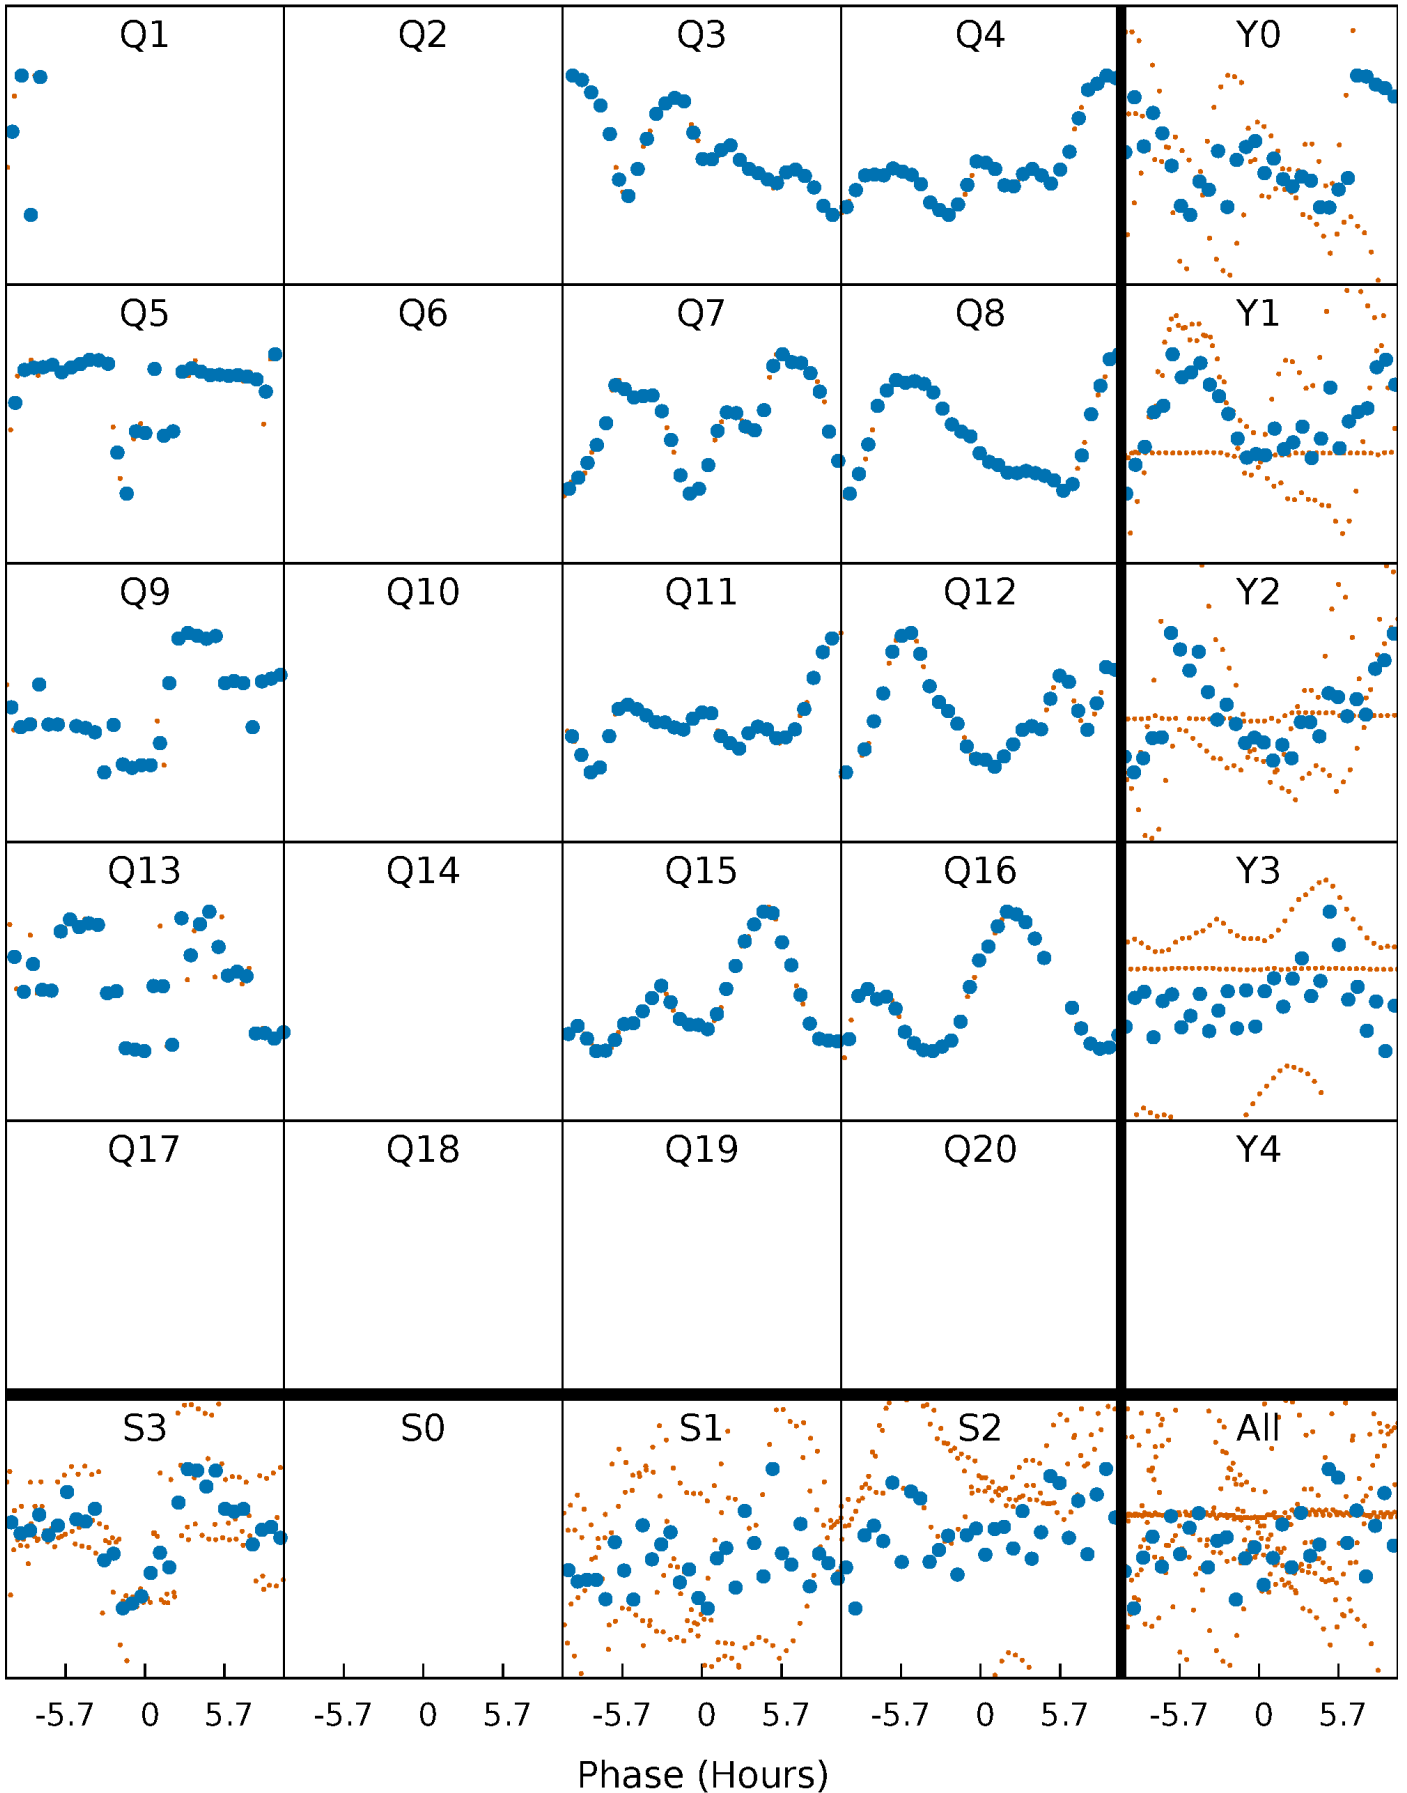 Q1 Q2 Q3 Q4 Y0
Q5 Q6 Q7 Q8 Y1
Q9 Q10 Q11 Q12 Y2
Q13 Q14 Q15 Q16 Y3
Q17 Q18 Q19 Q20 Y4
S3 S0 S1 S2 All
-5.7 0 5.7 -5.7 0 5.7 -5.7 0 5.7 -5.7 0 5.7 -5.7 0 5.7
Phase (Hours)